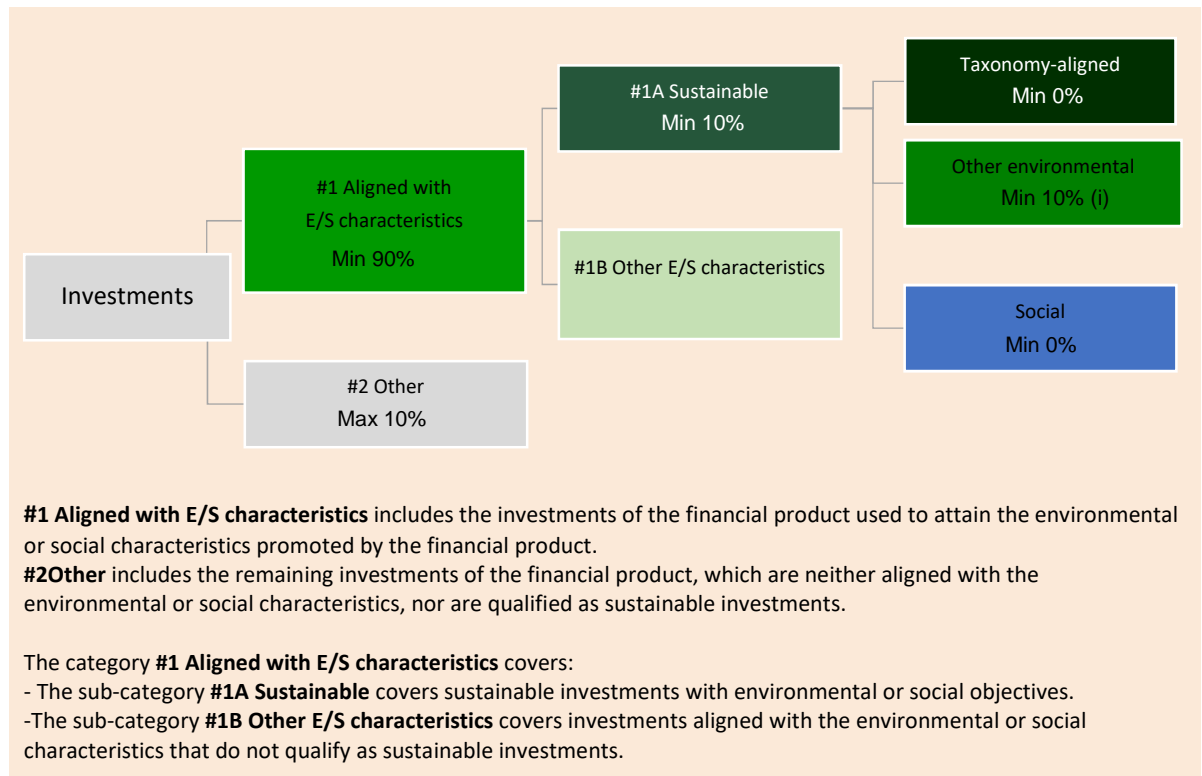 Taxonomy-aligned
Min 0%
#1A Sustainable
Min 10%
Other environmental
Min 10% (i)
#1 Aligned with
E/S characteristics
Min 90%
#1B Other E/S characteristics
Investments
Social
Min 0%
#2 Other
Max 10%
#1 Aligned with E/S characteristics includes the investments of the financial product used to attain the environmental
or social characteristics promoted by the financial product.
#2Other includes the remaining investments of the financial product, which are neither aligned with the
environmental or social characteristics, nor are qualified as sustainable investments.
The category #1 Aligned with E/S characteristics covers:
- The sub-category #1A Sustainable covers sustainable investments with environmental or social objectives.
-The sub-category #1B Other E/S characteristics covers investments aligned with the environmental or social
characteristics that do not qualify as sustainable investments.